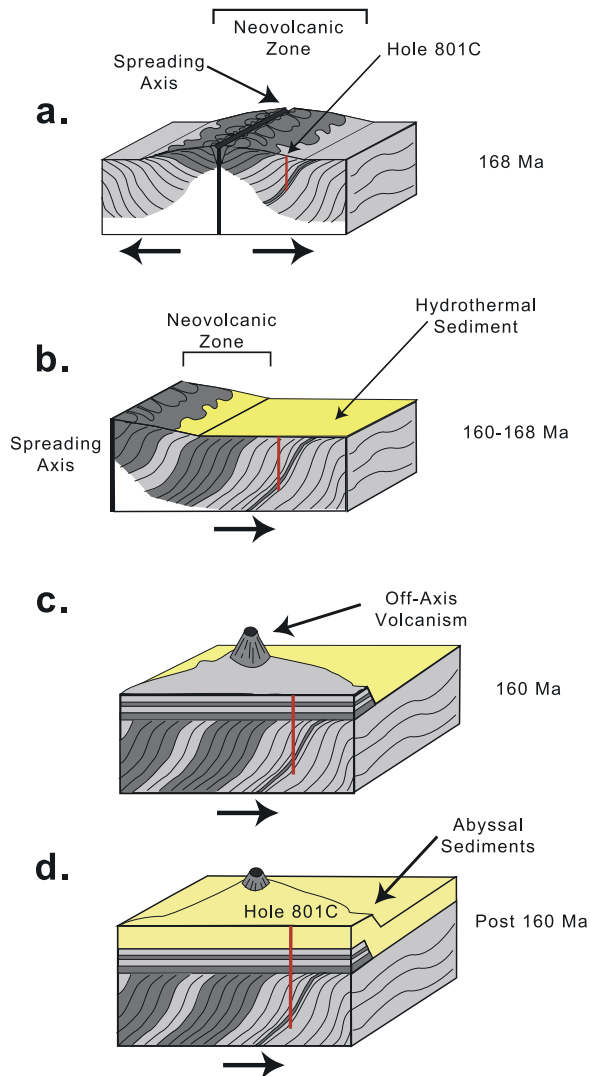 Neovolcanic
Zone
Hole 801C
Spreading
Axis
a.
168 Ma
Hydrothermal
Sediment
Neovolcanic
Zone
b.
160-168 Ma
Spreading
Axis
c.
Off-Axis
Volcanism
160 Ma
Abyssal
Sediments
d.
Hole 801C
Post 160 Ma